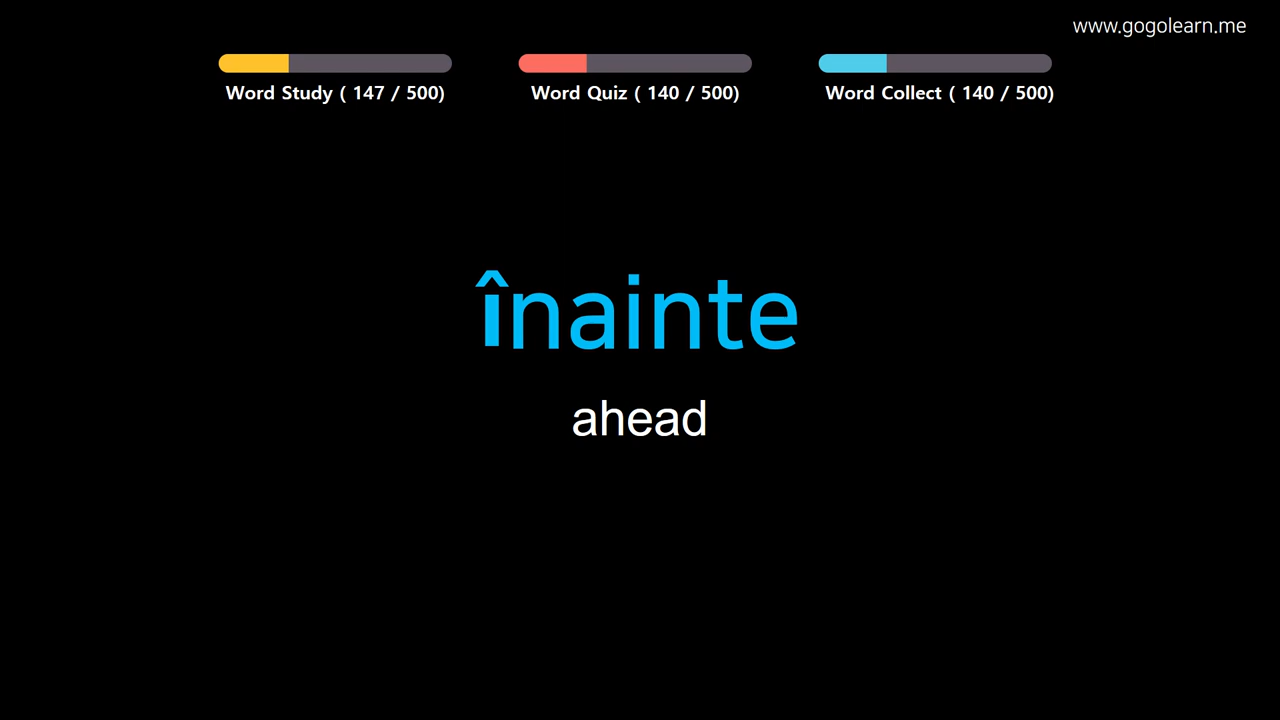 www.gogolearn.me
Word Study ( 147 / 500)
Word Quiz ( 140 / 500)
Word Collect ( 140 / 500)
înainte
ahead